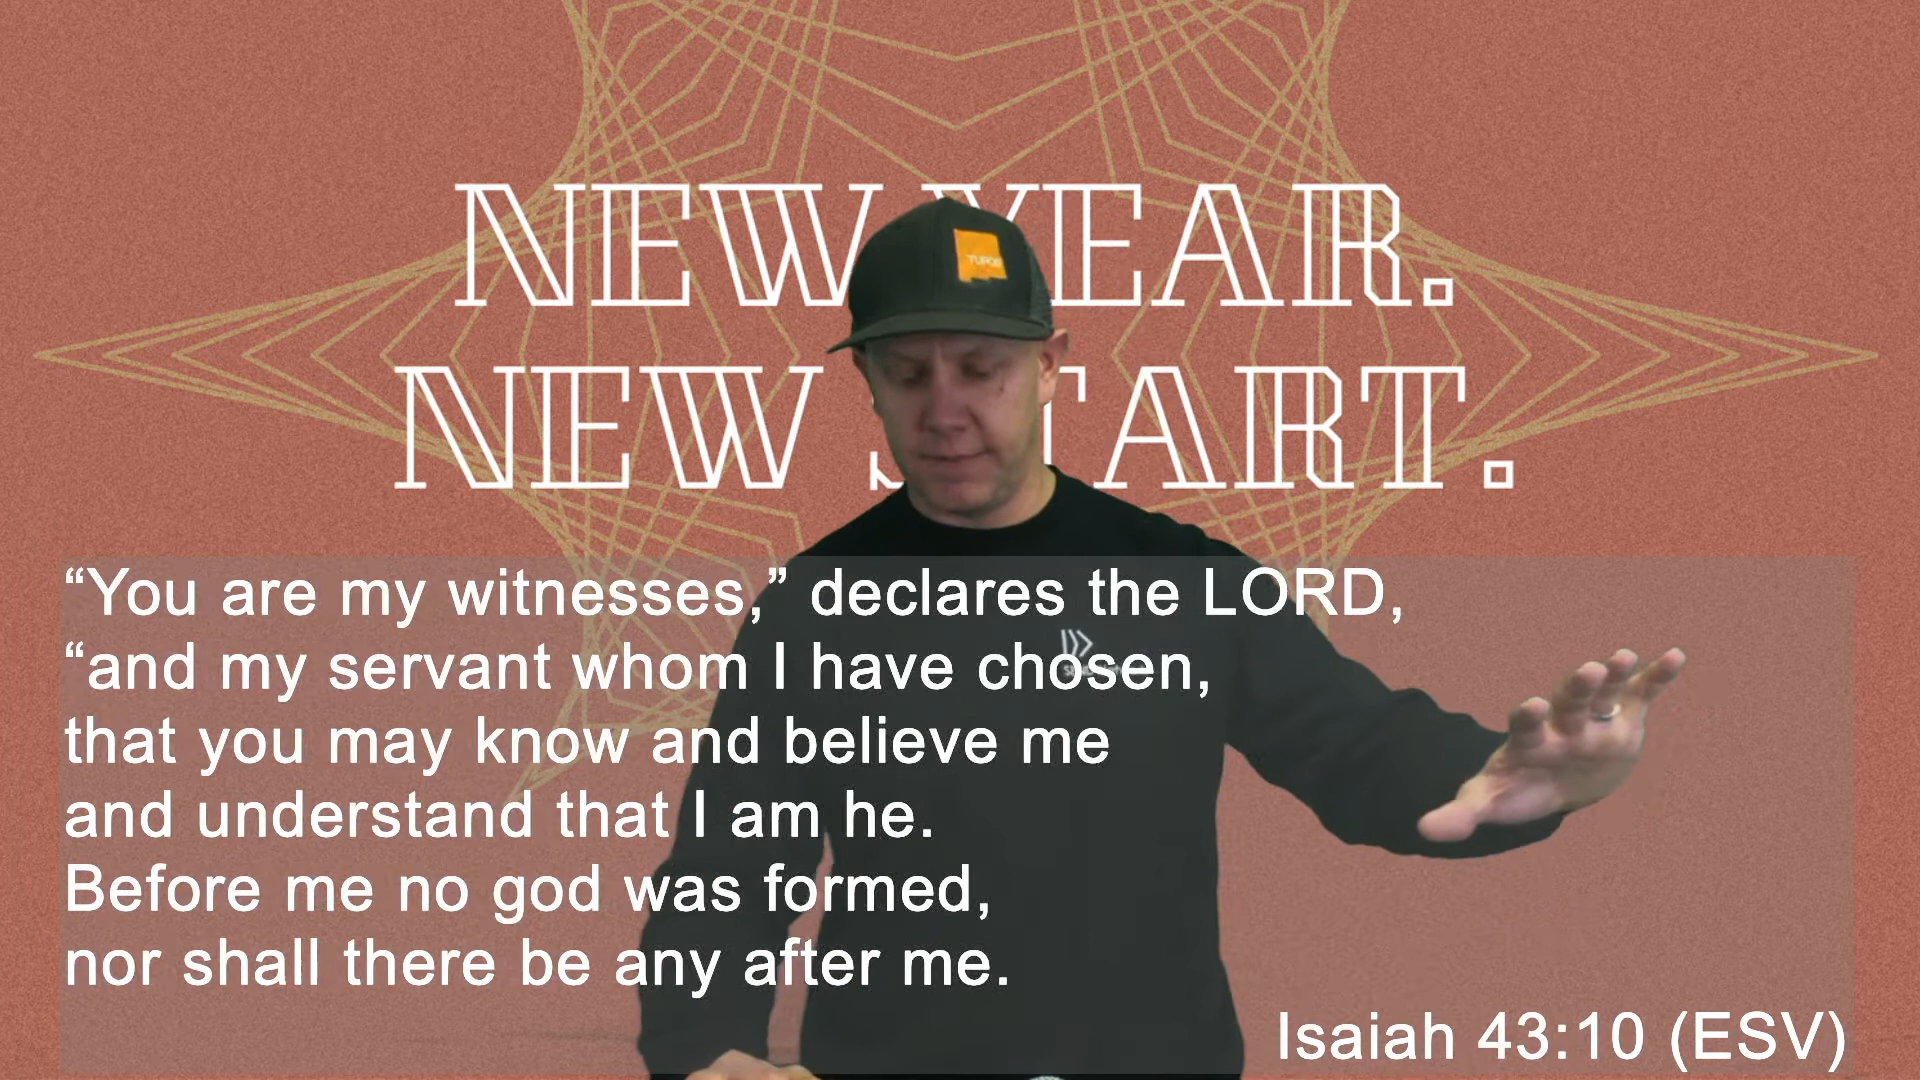 NEW YEAR.
NEW START.
“You are my witnesses,” declares the LORD,
“and my servant whom I have chosen,
that you may know and believe me
and understand that I am he.
Before me no god was formed,
nor shall there be any after me.
Isaiah 43:10 (ESV)